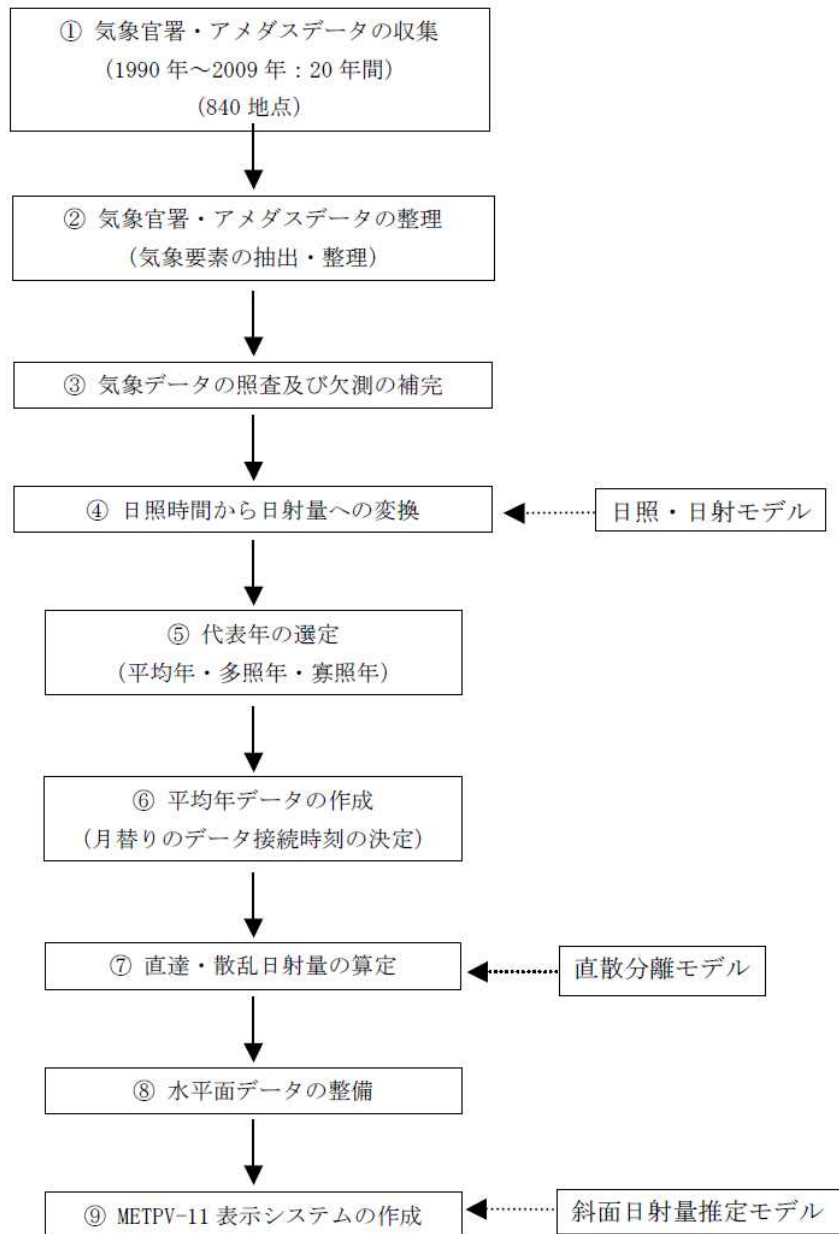 ① 気象官署・アメダスデータの収集
（1990 年～2009 年：20 年間）
（840 地点）
② 気象官署・アメダスデータの整理
（気象要素の抽出・整理）
③ 気象データの照査及び欠測の補完
④ 日照時間から日射量への変換
日照・日射モデル
⑤ 代表年の選定
（平均年・多照年・寡照年）
⑥ 平均年データの作成
（月替りのデータ接続時刻の決定）
⑦ 直達・散乱日射量の算定
直散分離モデル
⑧ 水平面データの整備
⑨ METPV-11 表示システムの作成
斜面日射量推定モデル